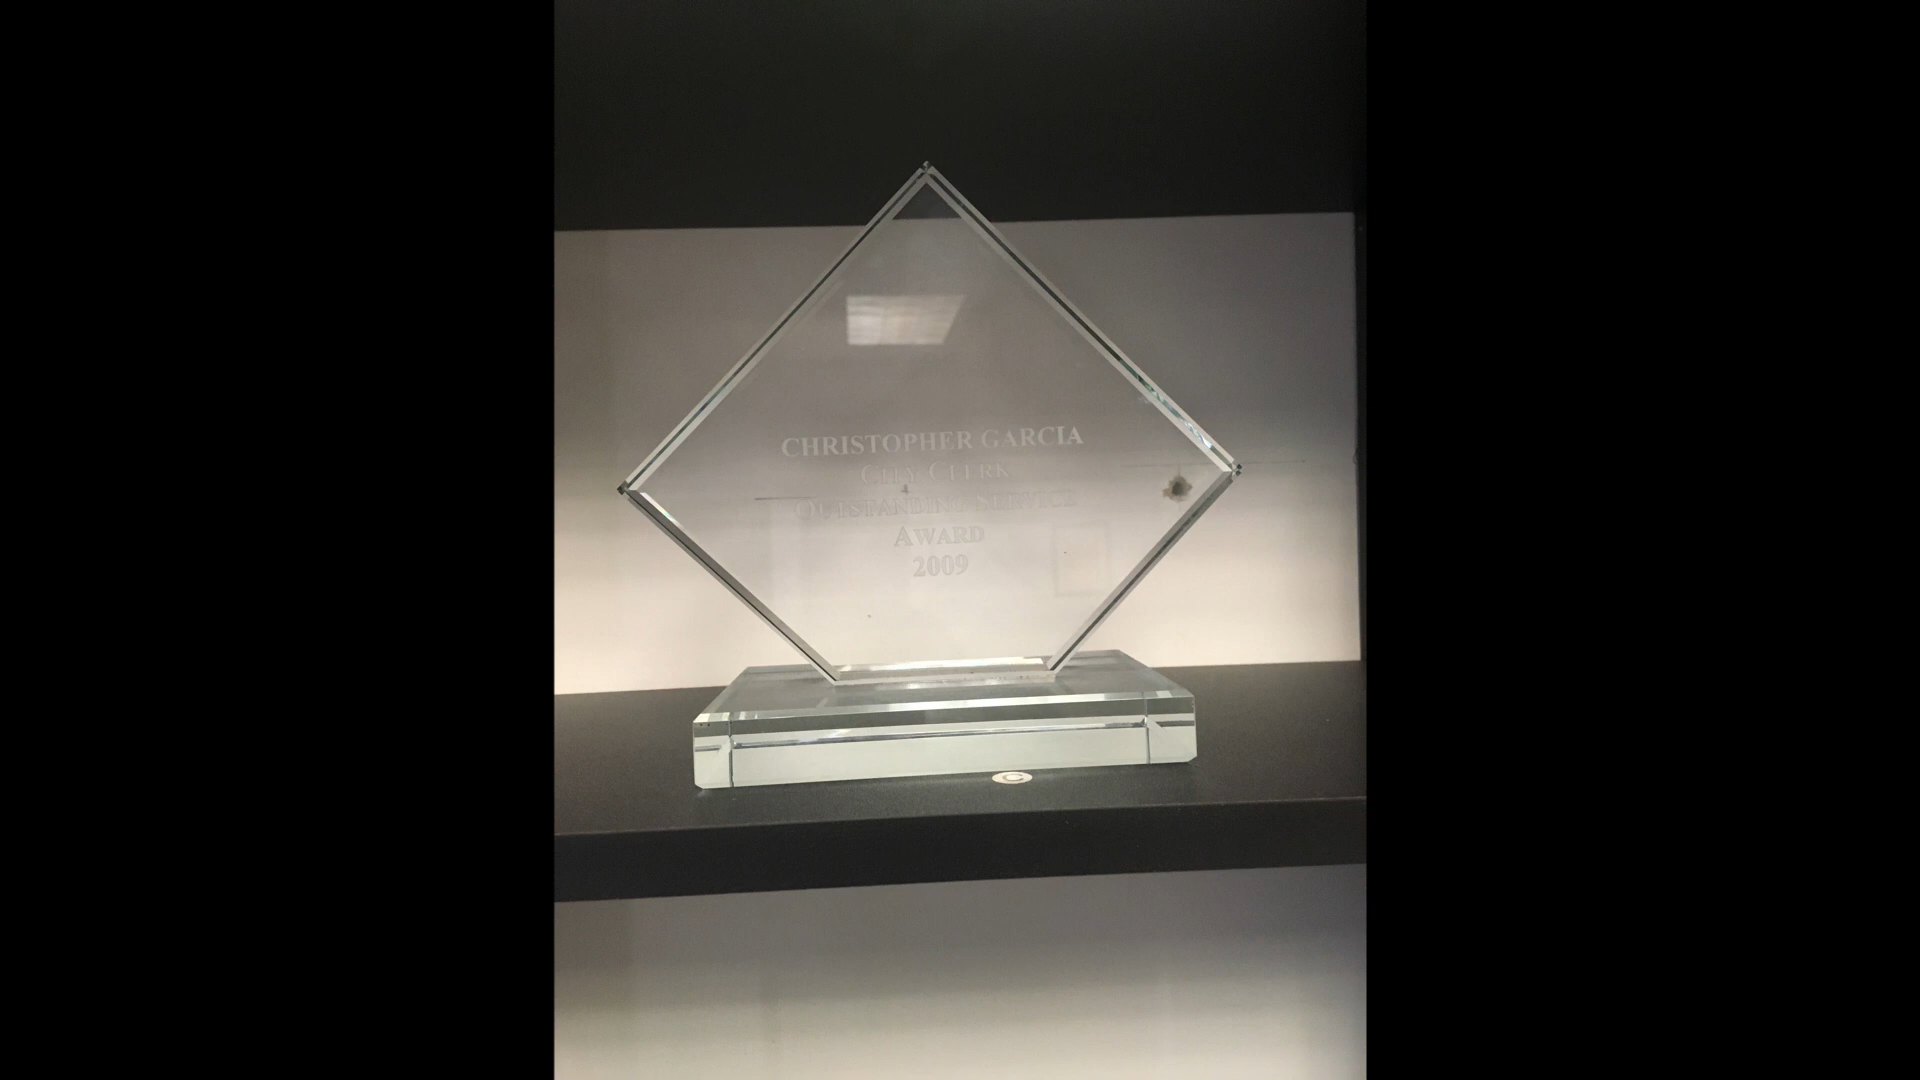 CHRISTOPHER GARCIA
CITY CLERK
OUTSTANDING SERVICE
AWARD
2009
C